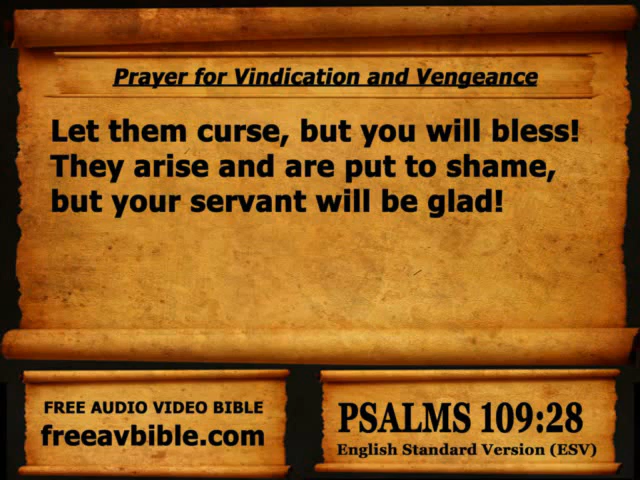 Prayer for Vindication and Vengeance
Let them curse, but you will bless!
They arise and are put to shame,
but your servant will be glad!
FREE AUDIO VIDEO BIBLE
freeavbible.com
PSALMS 109:28
English Standard Version (ESV)